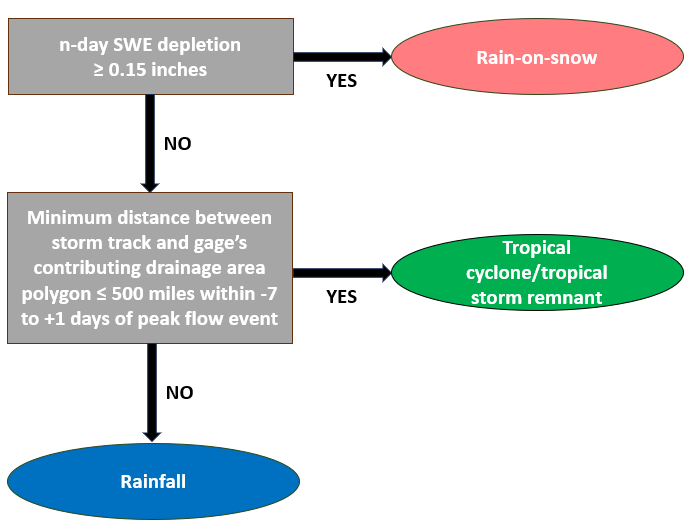 n-day SWE depletion
≥ 0.15 inches
YES
Rain-on-snow
NO
Minimum distance between
storm track and gage's
contributing drainage area
polygon ≤ 500 miles within -7
to +1 days of peak flow event
YES
Tropical
cyclone/tropical
storm remnant
NO
Rainfall